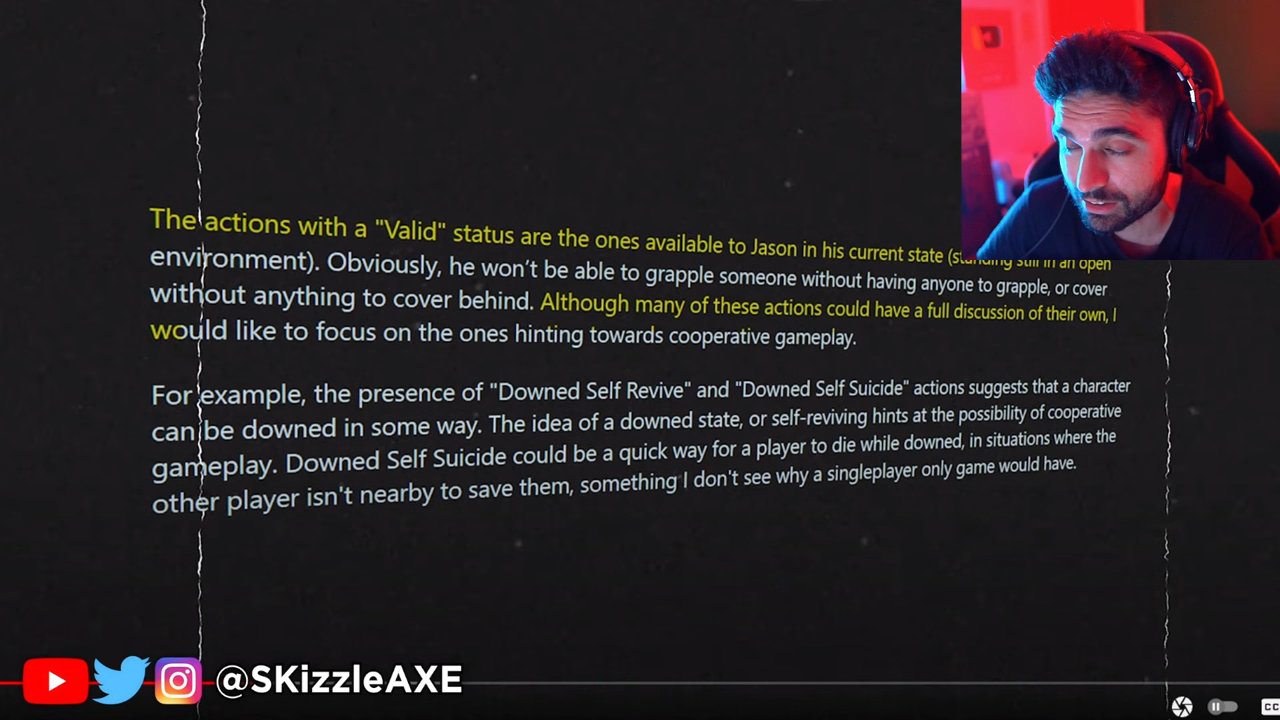 The actions with a "Valid" status are the ones available to Jason in his current state (standing still in an open
environment). Obviously, he won't be able to grapple someone without having anyone to grapple, or cover
without anything to cover behind. Although many of these actions could have a full discussion of their own, I
would like to focus on the ones hinting towards cooperative gameplay.
For example, the presence of "Downed Self Revive" and "Downed Self Suicide" actions suggests that a character
can be downed in some way. The idea of a downed state, or self-reviving hints at the possibility of cooperative
gameplay. Downed Self Suicide could be a quick way for a player to die while downed, in situations where the
other player isn't nearby to save them, something I don't see why a singleplayer only game would have.
@SKizzleAXE
CC